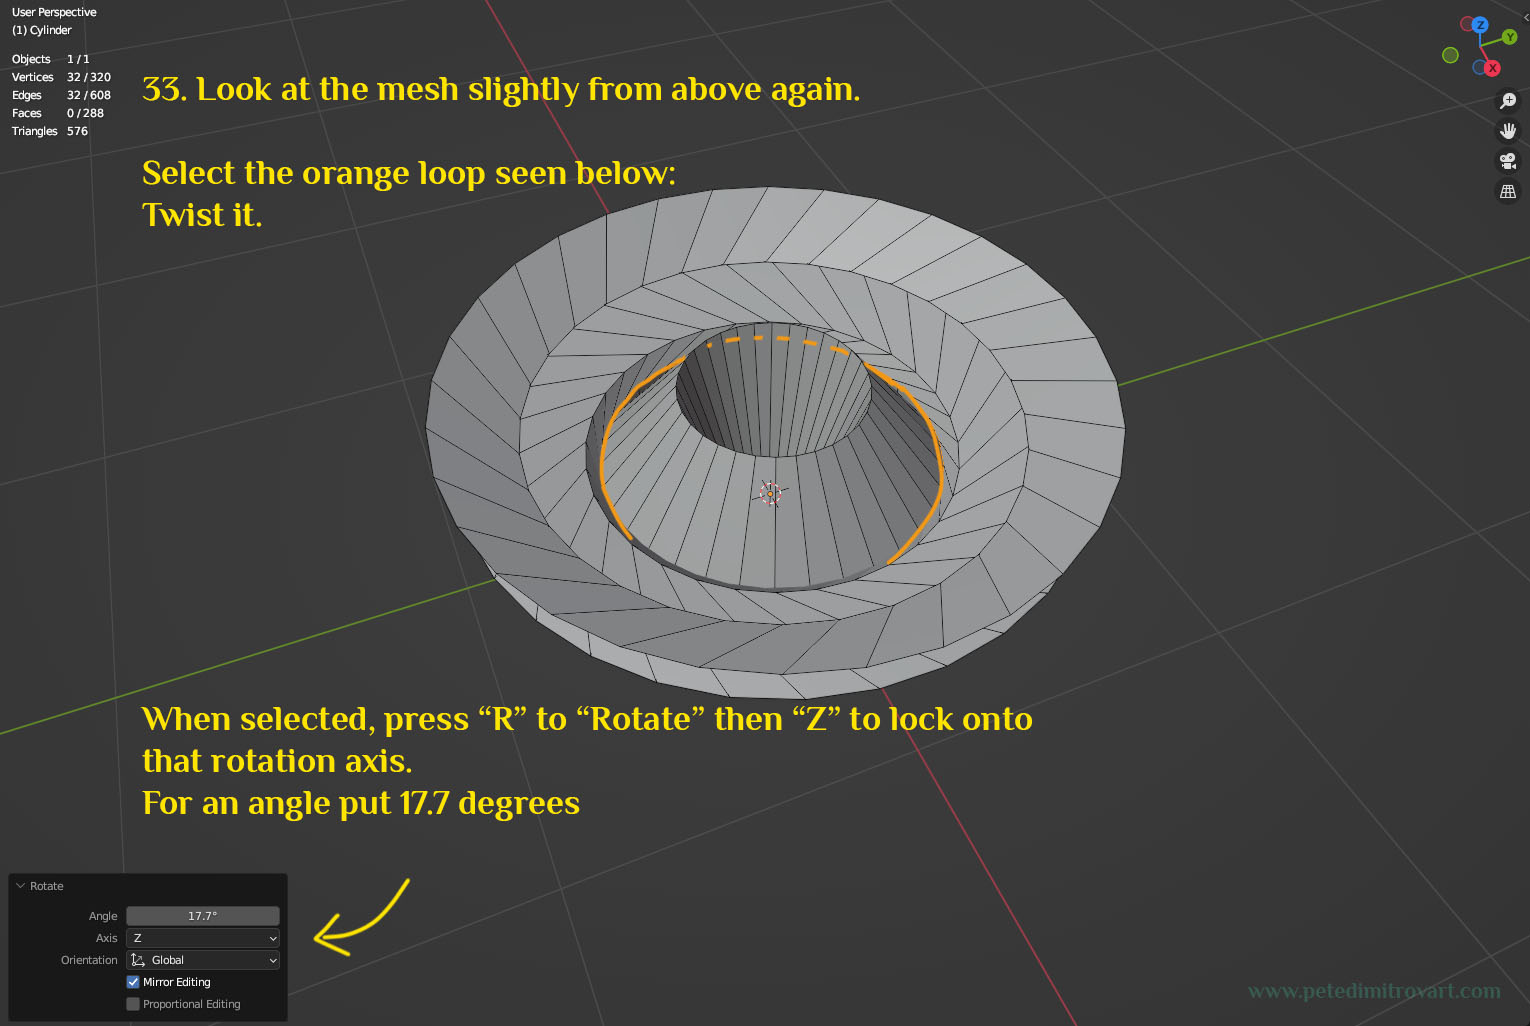 User Perspective
(1) Cylinder
Objects 1 / 1
Vertices 32 / 320
Edges 32 / 608
Faces 0 / 288
Triangles 576
33. Look at the mesh slightly from above again.
Select the orange loop seen below:
Twist it.
Z
Y
X
When selected, press “R” to “Rotate” then “Z” to lock onto
that rotation axis.
For an angle put 17.7 degrees
Rotate
Angle 17.7°
Axis Z
Orientation Global
Mirror Editing
Proportional Editing
www.petedimitrovart.com